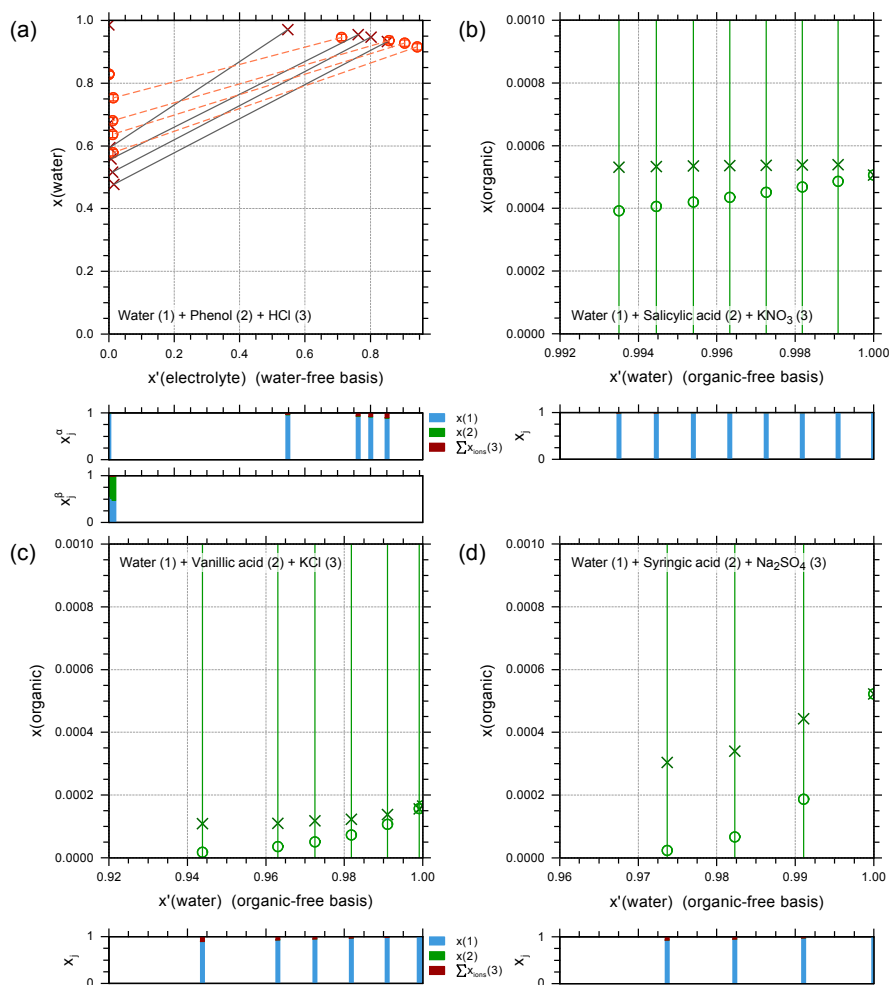 (a)
1.0
0.8
0.6
0.4
0.2
0.0
x(water)
Water (1) + Phenol (2) + HCl (3)
0.0 0.2 0.4 0.6 0.8
x'(electrolyte) (water-free basis)
(b)
0.0010
0.0008
0.0006
0.0004
0.0002
0.0000
x(organic)
Water (1) + Salicylic acid (2) + KNO3 (3)
0.992 0.994 0.996 0.998 1.000
x'(water) (organic-free basis)
1
0
xjα
x(1)
x(2)
∑xions(3)
1
0
xjβ
1
0
xj
(c)
0.0010
0.0008
0.0006
0.0004
0.0002
0.0000
x(organic)
Water (1) + Vanillic acid (2) + KCl (3)
0.92 0.94 0.96 0.98 1.00
x'(water) (organic-free basis)
(d)
0.0010
0.0008
0.0006
0.0004
0.0002
0.0000
x(organic)
Water (1) + Syringic acid (2) + Na2SO4 (3)
0.96 0.97 0.98 0.99 1.00
x'(water) (organic-free basis)
1
0
xj
x(1)
x(2)
∑xions(3)
1
0
xj